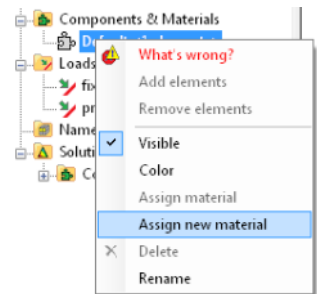 Components & Materials
Loads
What's wrong?
Add elements
Remove elements
Name
Visible
Soluti
Color
Assign material
Assign new material
Delete
Rename